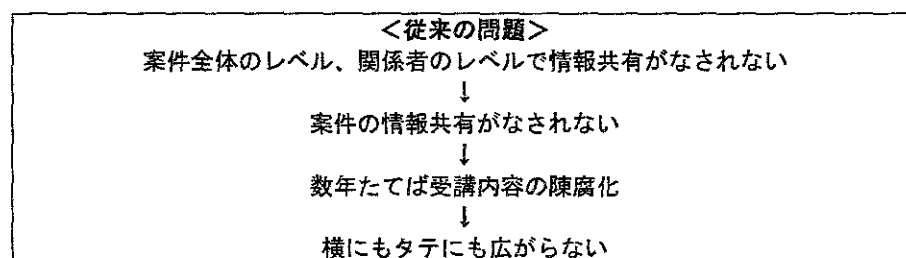 ＜従来の問題＞
案件全体のレベル、関係者のレベルで情報共有がなされない
↓
案件の情報共有がなされない
↓
数年たてば受講内容の陳腐化
↓
横にもタテにも広がらない